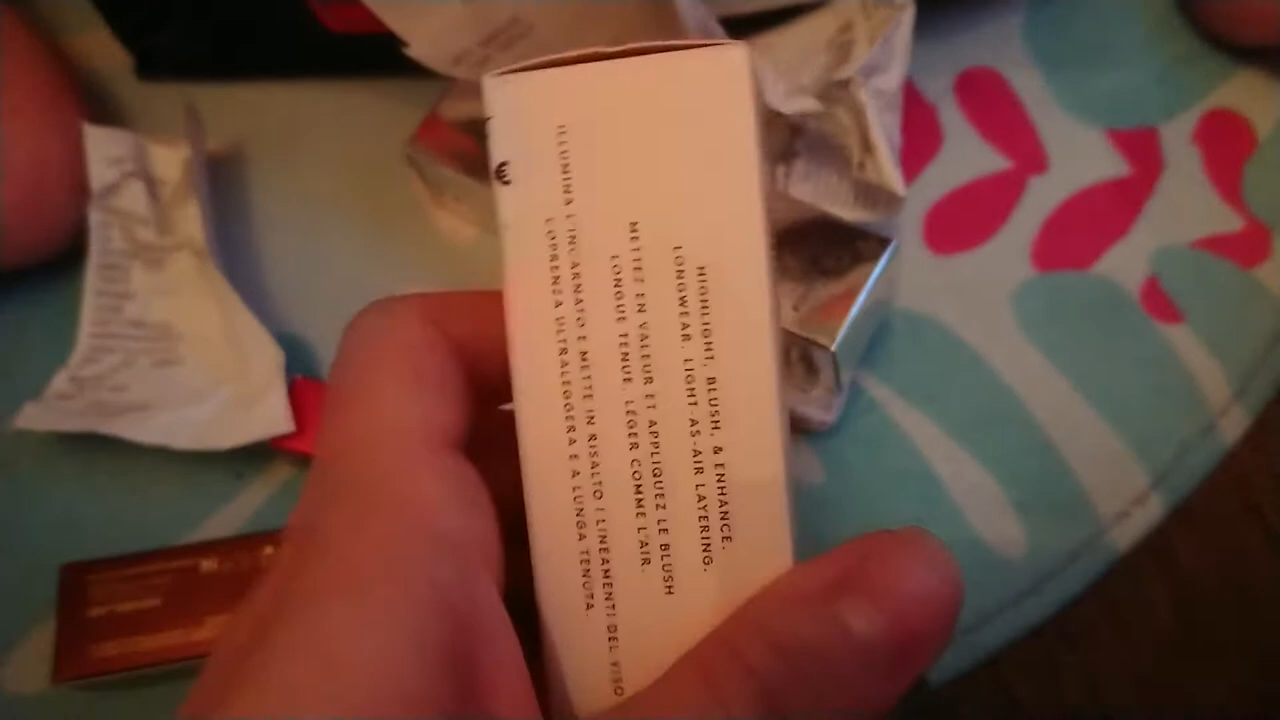 HIGHLIGHT, BLUSH, & ENHANCE.
LONGWEAR, LIGHT-AS-AIR LAYERING.
METTEZ EN VALEUR ET APPLIQUEZ LE BLUSH
LONGUE TENUE, LÉGER COMME L'AIR.
ILLUMINA L'INCARNATO E METTE IN RISALTO I LINEAMENTI DEL VISO
COPRENZA ULTRALEGGERA E A LUNGA TENUTA.